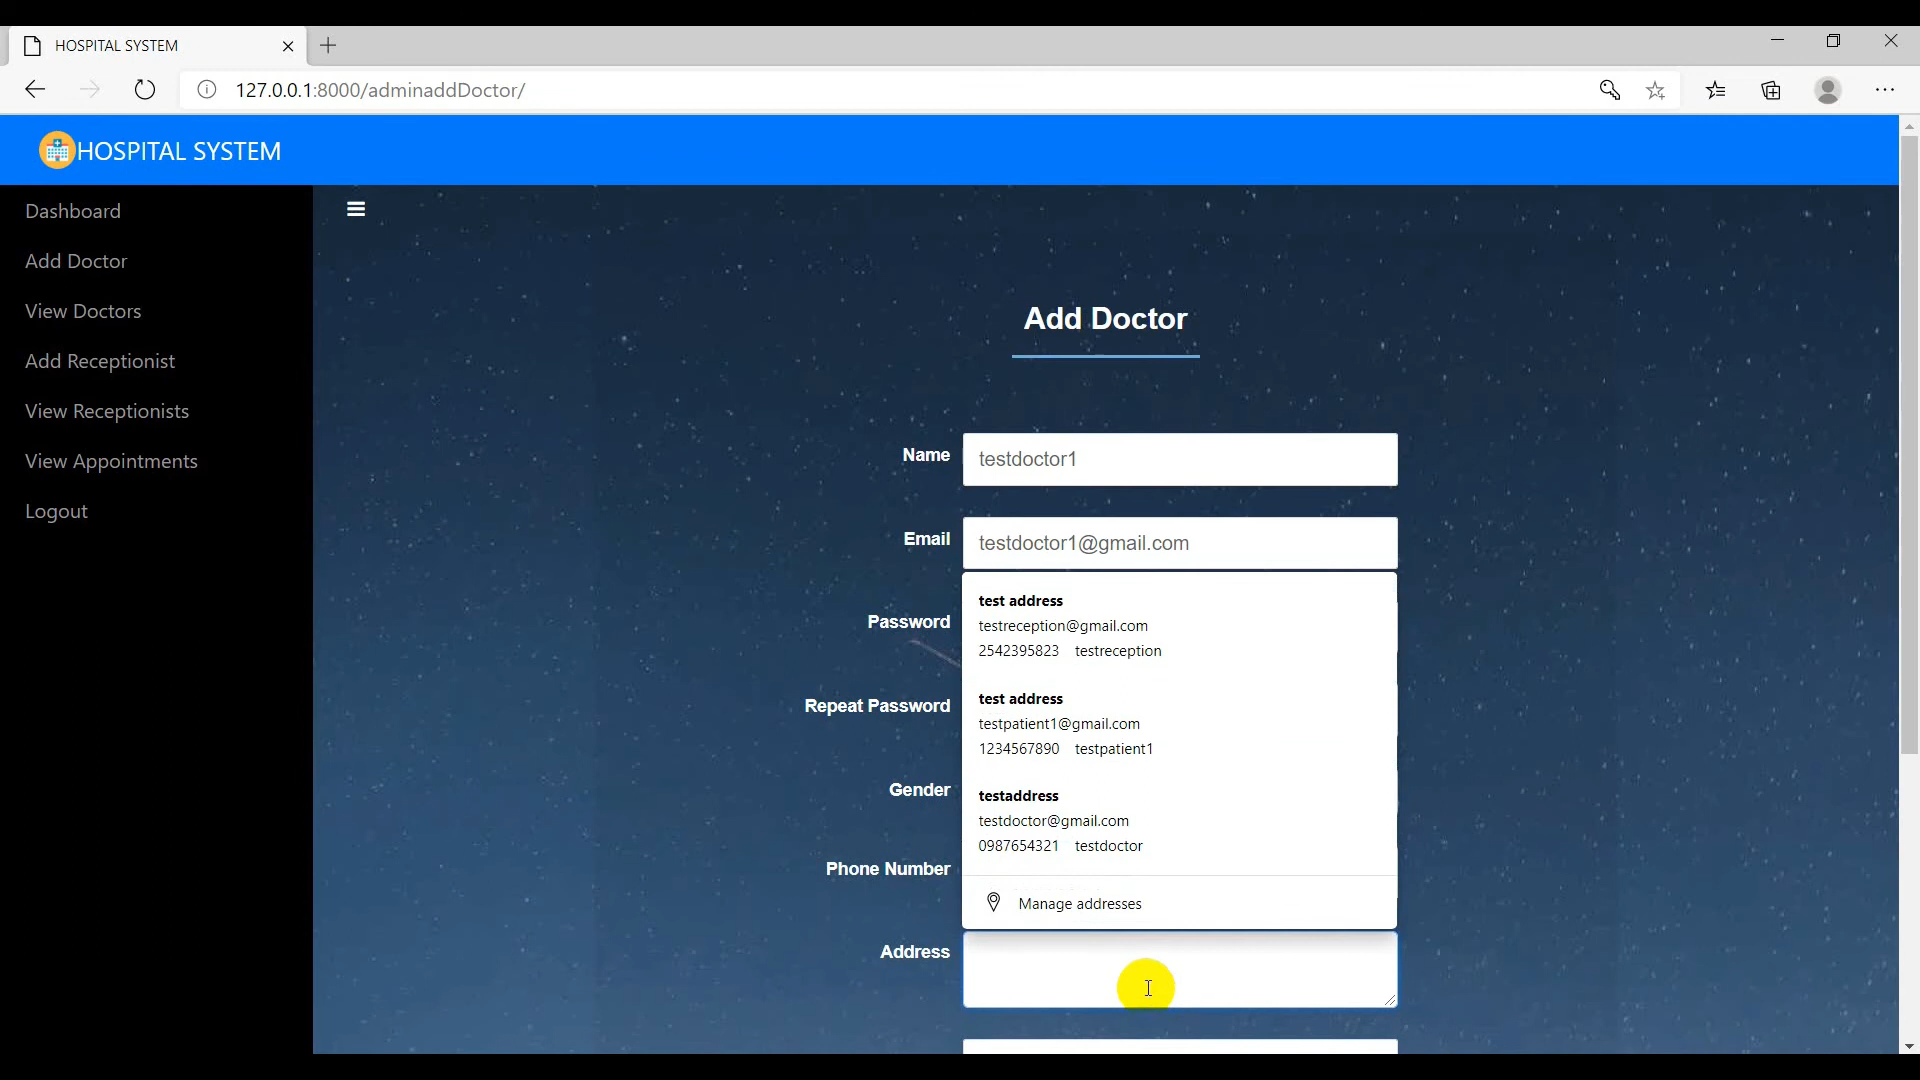 HOSPITAL SYSTEM
127.0.0.1:8000/adminaddDoctor/
HOSPITAL SYSTEM
Dashboard
Add Doctor
View Doctors
Add Receptionist
View Receptionists
View Appointments
Logout
Add Doctor
Name testdoctor1
Email testdoctor1@gmail.com
Password
Repeat Password
Gender
Phone Number
Address
test address
testreception@gmail.com
2542395823 testreception
test address
testpatient1@gmail.com
1234567890 testpatient1
testaddress
testdoctor@gmail.com
0987654321 testdoctor
Manage addresses